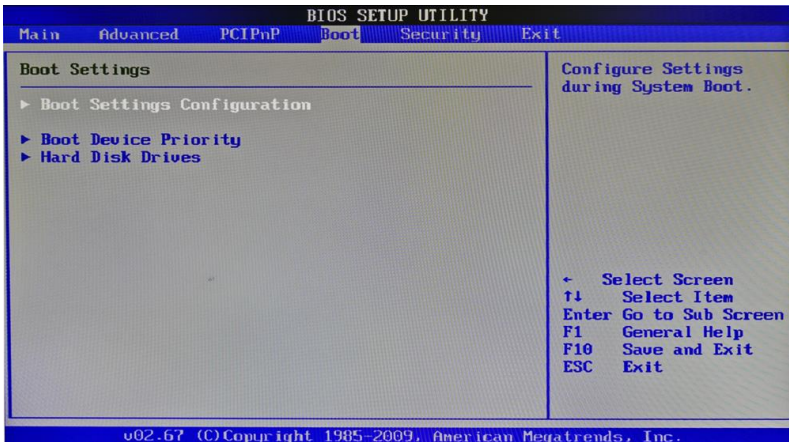 BIOS SETUP UTILITY
Main Advanced PCIPnP Boot Security Exit
Boot Settings
▶ Boot Settings Configuration
▶ Boot Device Priority
▶ Hard Disk Drives
Configure Settings
during System Boot.
← Select Screen
↑↓ Select Item
Enter Go to Sub Screen
F1 General Help
F10 Save and Exit
ESC Exit
v02.67 (C)Copyright 1985-2009, American Megatrends, Inc.